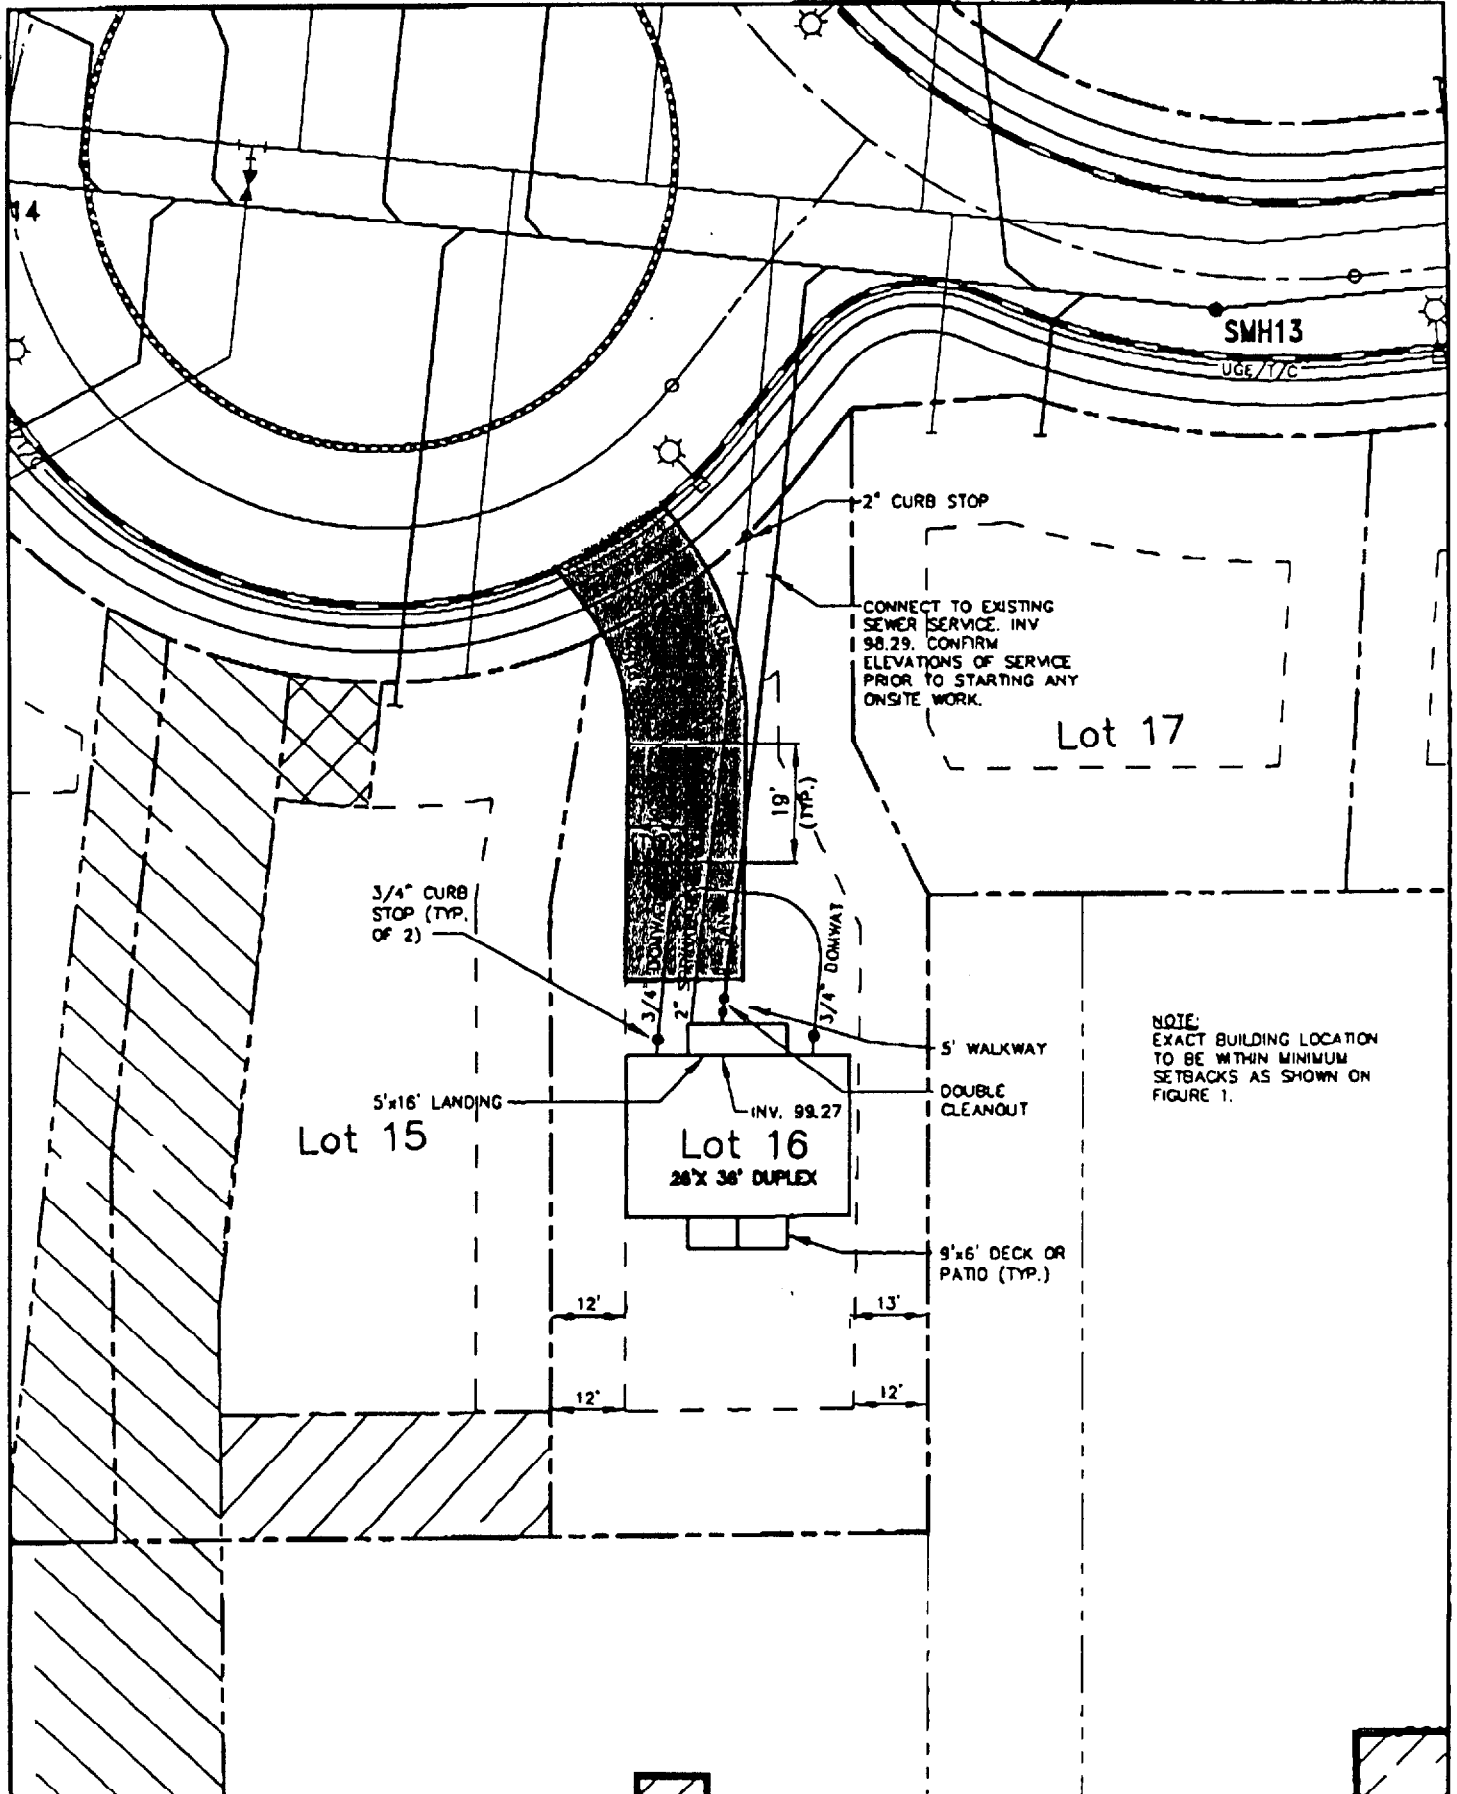 14
SMH13
UGE/T/C
2" CURB STOP
CONNECT TO EXISTING
SEWER SERVICE. INV
98.29. CONFIRM
ELEVATIONS OF SERVICE
PRIOR TO STARTING ANY
ONSITE WORK.
Lot 17
19'
(TYP.)
3/4" CURB
STOP (TYP.
OF 2)
3/4" DOMWAT
2"
3/4" DOMWAT
NOTE:
EXACT BUILDING LOCATION
TO BE WITHIN MINIMUM
SETBACKS AS SHOWN ON
FIGURE 1.
5' WALKWAY
5'x16' LANDING
DOUBLE
CLEANOUT
INV. 99.27
Lot 15
Lot 16
26'X 36' DUPLEX
9'x6' DECK OR
PATIO (TYP.)
12'
13'
12'
12'